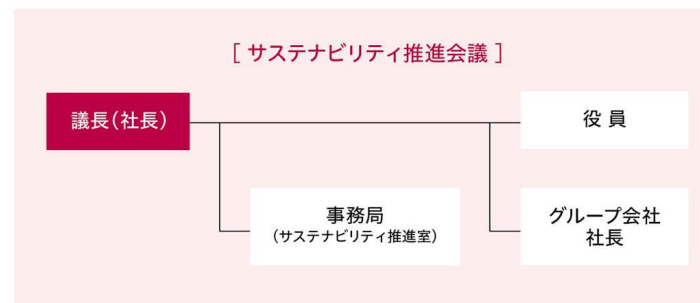 [ サステナビリティ推進会議 ]
議長(社長)
役員
事務局
(サステナビリティ推進室)
グループ会社
社長